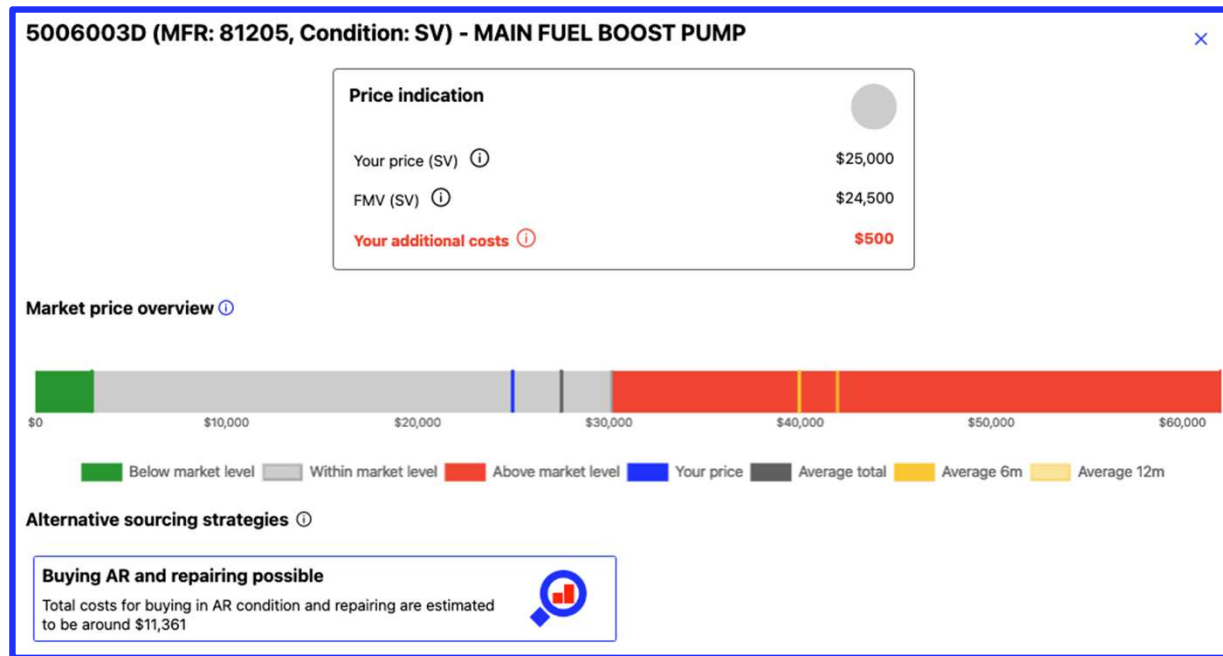 5006003D (MFR: 81205, Condition: SV) - MAIN FUEL BOOST PUMP
Price indication
Your price (SV) $25,000
FMV (SV) $24,500
Your additional costs $500
Market price overview
$0 $10,000 $20,000 $30,000 $40,000 $50,000 $60,000
Below market level Within market level Above market level Your price Average total Average 6m Average 12m
Alternative sourcing strategies
Buying AR and repairing possible
Total costs for buying in AR condition and repairing are estimated
to be around $11,361